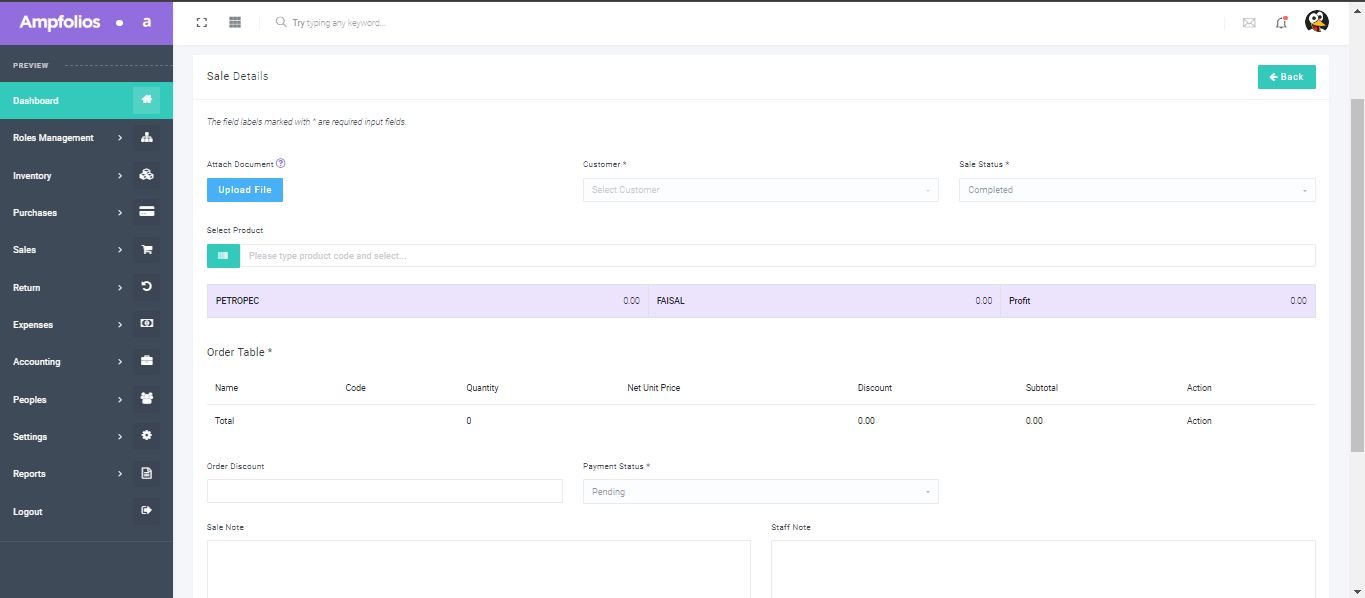 Ampfolios a
Try typing any keyword...
PREVIEW
Dashboard
Roles Management
Inventory
Purchases
Sales
Return
Expenses
Accounting
Peoples
Settings
Reports
Logout
Sale Details
Back
The field labels marked with * are required input fields.
Attach Document ?
Customer *
Sale Status *
Upload File
Select Customer
Completed
Select Product
Please type product code and select...
PETROPEC 0.00 FAISAL 0.00 Profit 0.00
Order Table *
Name Code Quantity Net Unit Price Discount Subtotal Action
Total 0 0.00 0.00 Action
Order Discount
Payment Status *
Pending
Sale Note
Staff Note